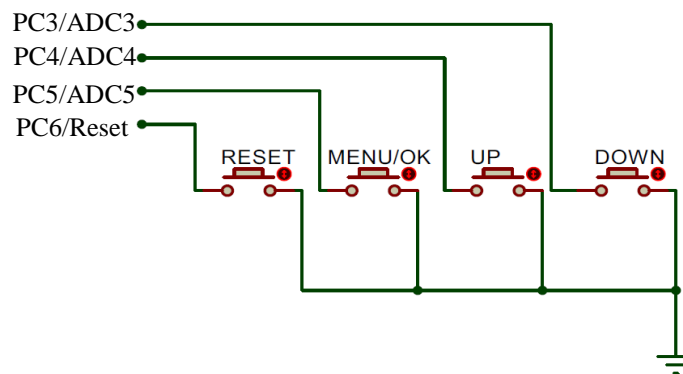 PC3/ADC3
PC4/ADC4
PC5/ADC5
PC6/Reset
RESET MENU/OK UP DOWN